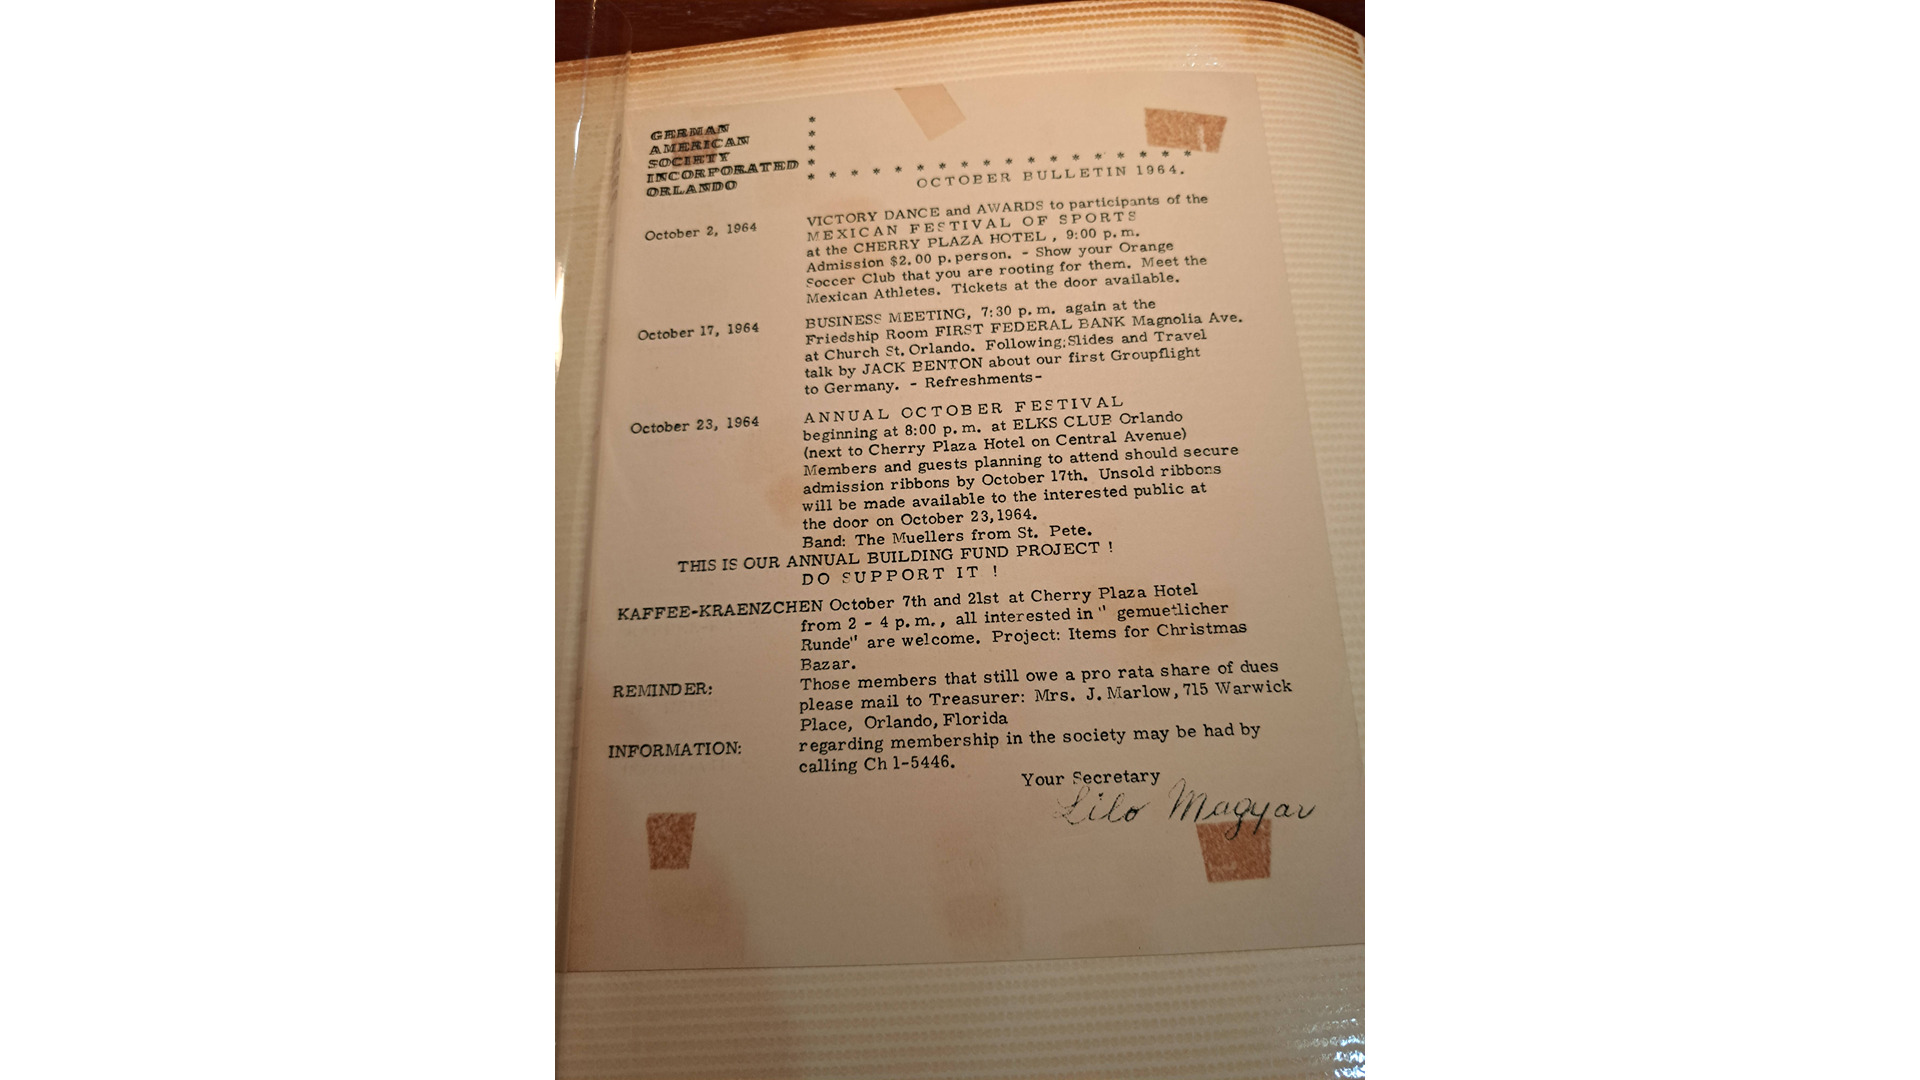 GERMAN
AMERICAN
SOCIETY
INCORPORATED
ORLANDO
OCTOBER BULLETIN 1964.
October 2, 1964 VICTORY DANCE and AWARDS to participants of the
MEXICAN FESTIVAL OF SPORTS
at the CHERRY PLAZA HOTEL , 9:00 p. m.
Admission $2.00 p. person. - Show your Orange
Soccer Club that you are rooting for them. Meet the
Mexican Athletes. Tickets at the door available.
October 17, 1964 BUSINESS MEETING, 7:30 p. m. again at the
Friedship Room FIRST FEDERAL BANK Magnolia Ave.
at Church St. Orlando. Following; Slides and Travel
talk by JACK BENTON about our first Groupflight
to Germany. - Refreshments-
October 23, 1964 ANNUAL OCTOBER FESTIVAL
beginning at 8:00 p. m. at ELKS CLUB Orlando
(next to Cherry Plaza Hotel on Central Avenue)
Members and guests planning to attend should secure
admission ribbons by October 17th. Unsold ribbons
will be made available to the interested public at
the door on October 23,1964.
Band: The Muellers from St. Pete.
THIS IS OUR ANNUAL BUILDING FUND PROJECT !
DO SUPPORT IT !
KAFFEE-KRAENZCHEN October 7th and 21st at Cherry Plaza Hotel
from 2 - 4 p. m. , all interested in " gemuetlicher
Runde" are welcome. Project: Items for Christmas
Bazar.
REMINDER: Those members that still owe a pro rata share of dues
please mail to Treasurer: Mrs. J. Marlow, 715 Warwick
Place, Orlando, Florida
INFORMATION: regarding membership in the society may be had by
calling Ch 1-5446.
Your Secretary
Lilo Magyar